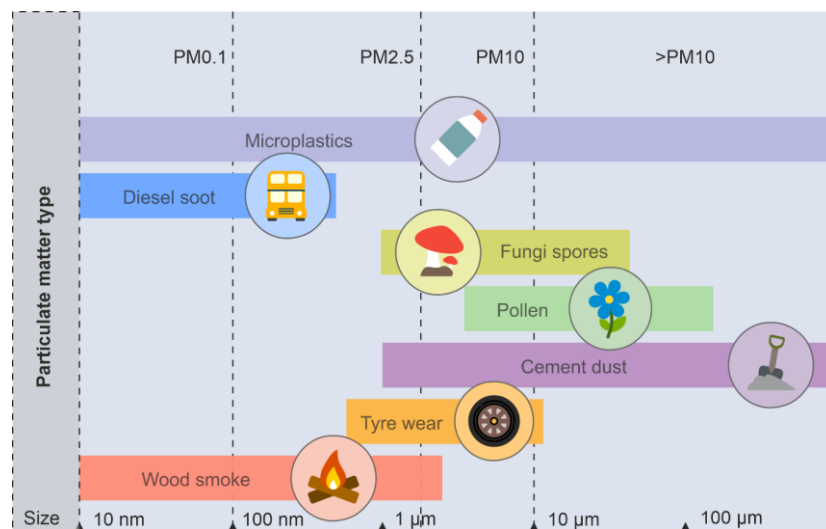 PM0.1 PM2.5 PM10 >PM10
Particulate matter type
Microplastics
Diesel soot
Fungi spores
Pollen
Cement dust
Tyre wear
Wood smoke
Size 10 nm 100 nm 1 µm 10 µm 100 µm